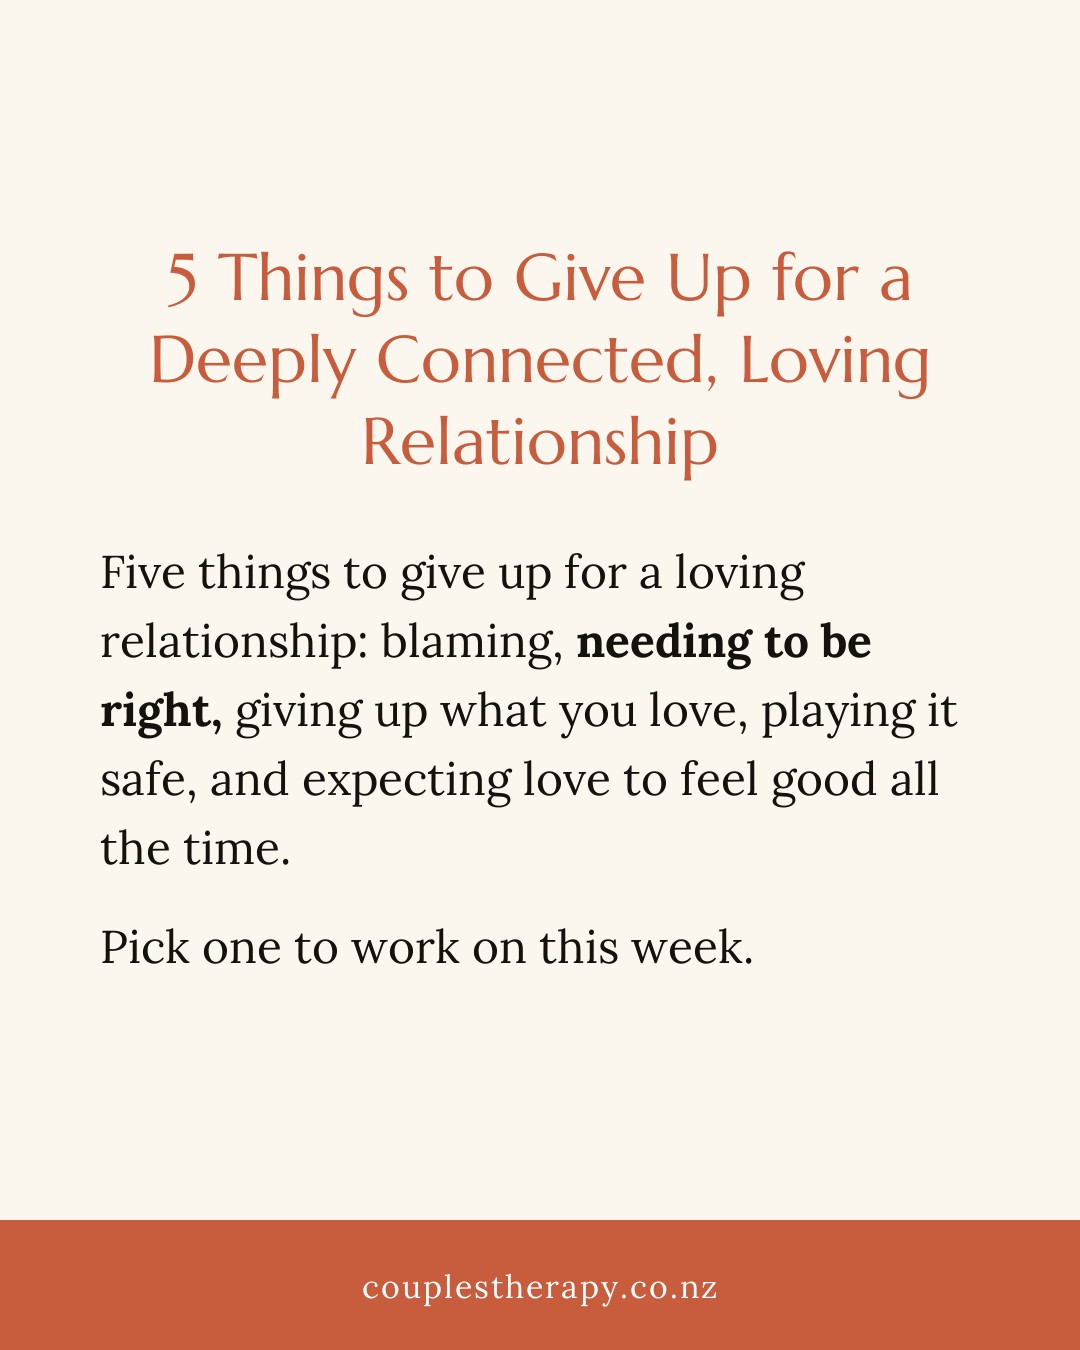 5 Things to Give Up for a
Deeply Connected, Loving
Relationship
Five things to give up for a loving
relationship: blaming, needing to be
right, giving up what you love, playing it
safe, and expecting love to feel good all
the time.
Pick one to work on this week.
couplestherapy.co.nz